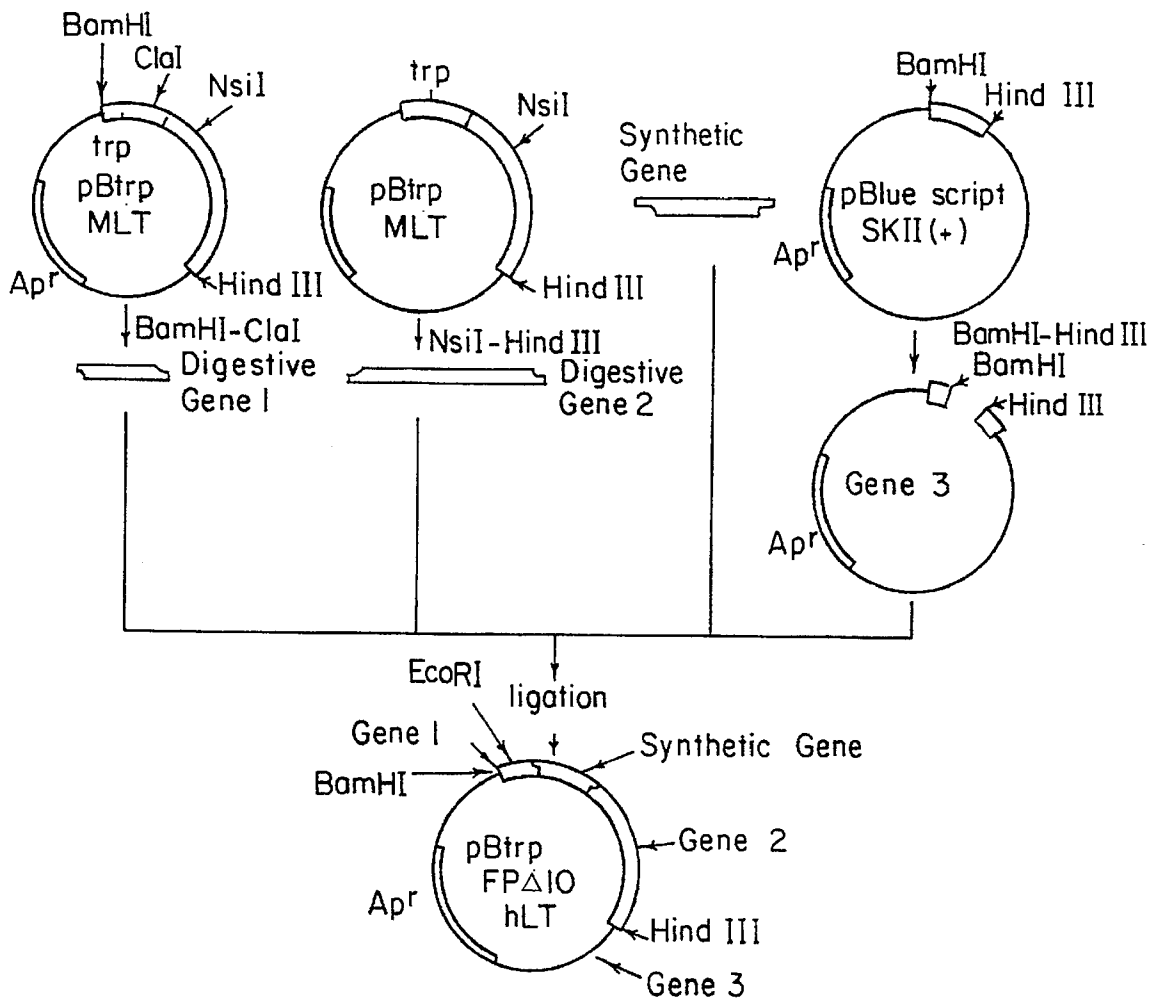 BamHI
ClaI
NsiI
trp
pBtrp
MLT
Apr
Hind III
BamHI-ClaI
Digestive
Gene 1
trp
NsiI
pBtrp
MLT
Hind III
NsiI-Hind III
Digestive
Gene 2
Synthetic
Gene
BamHI
Hind III
pBlue script
SKII (+)
Apr
BamHI-Hind III
BamHI
Hind III
Gene 3
Apr
EcoRI
ligation
Gene 1
BamHI
Synthetic Gene
Gene 2
pBtrp
FP△10
hLT
Apr
Hind III
Gene 3